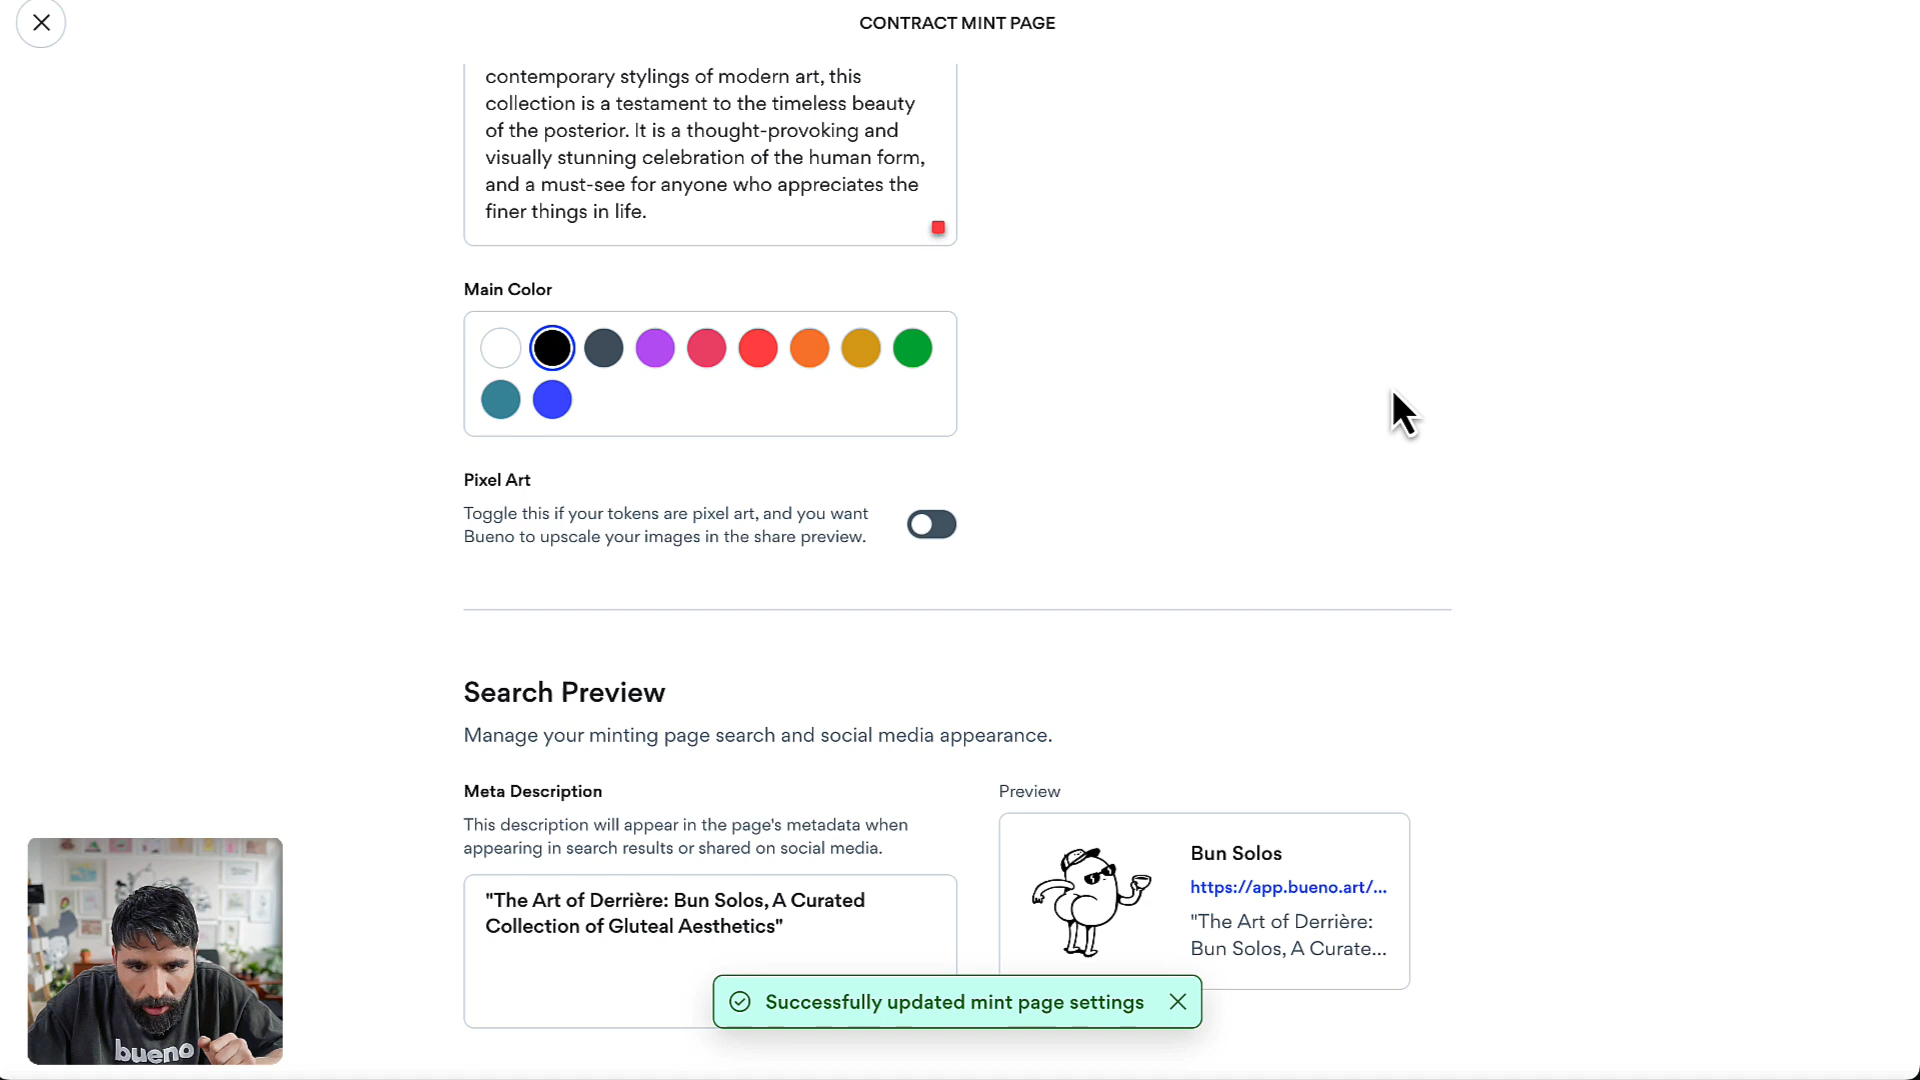 CONTRACT MINT PAGE
contemporary stylings of modern art, this
collection is a testament to the timeless beauty
of the posterior. It is a thought-provoking and
visually stunning celebration of the human form,
and a must-see for anyone who appreciates the
finer things in life.
Main Color
Pixel Art
Toggle this if your tokens are pixel art, and you want
Bueno to upscale your images in the share preview.
Search Preview
Manage your minting page search and social media appearance.
Meta Description
This description will appear in the page's metadata when
appearing in search results or shared on social media.
"The Art of Derrière: Bun Solos, A Curated
Collection of Gluteal Aesthetics"
Preview
Bun Solos
https://app.bueno.art/...
"The Art of Derrière:
Bun Solos, A Curate...
Successfully updated mint page settings
bueno